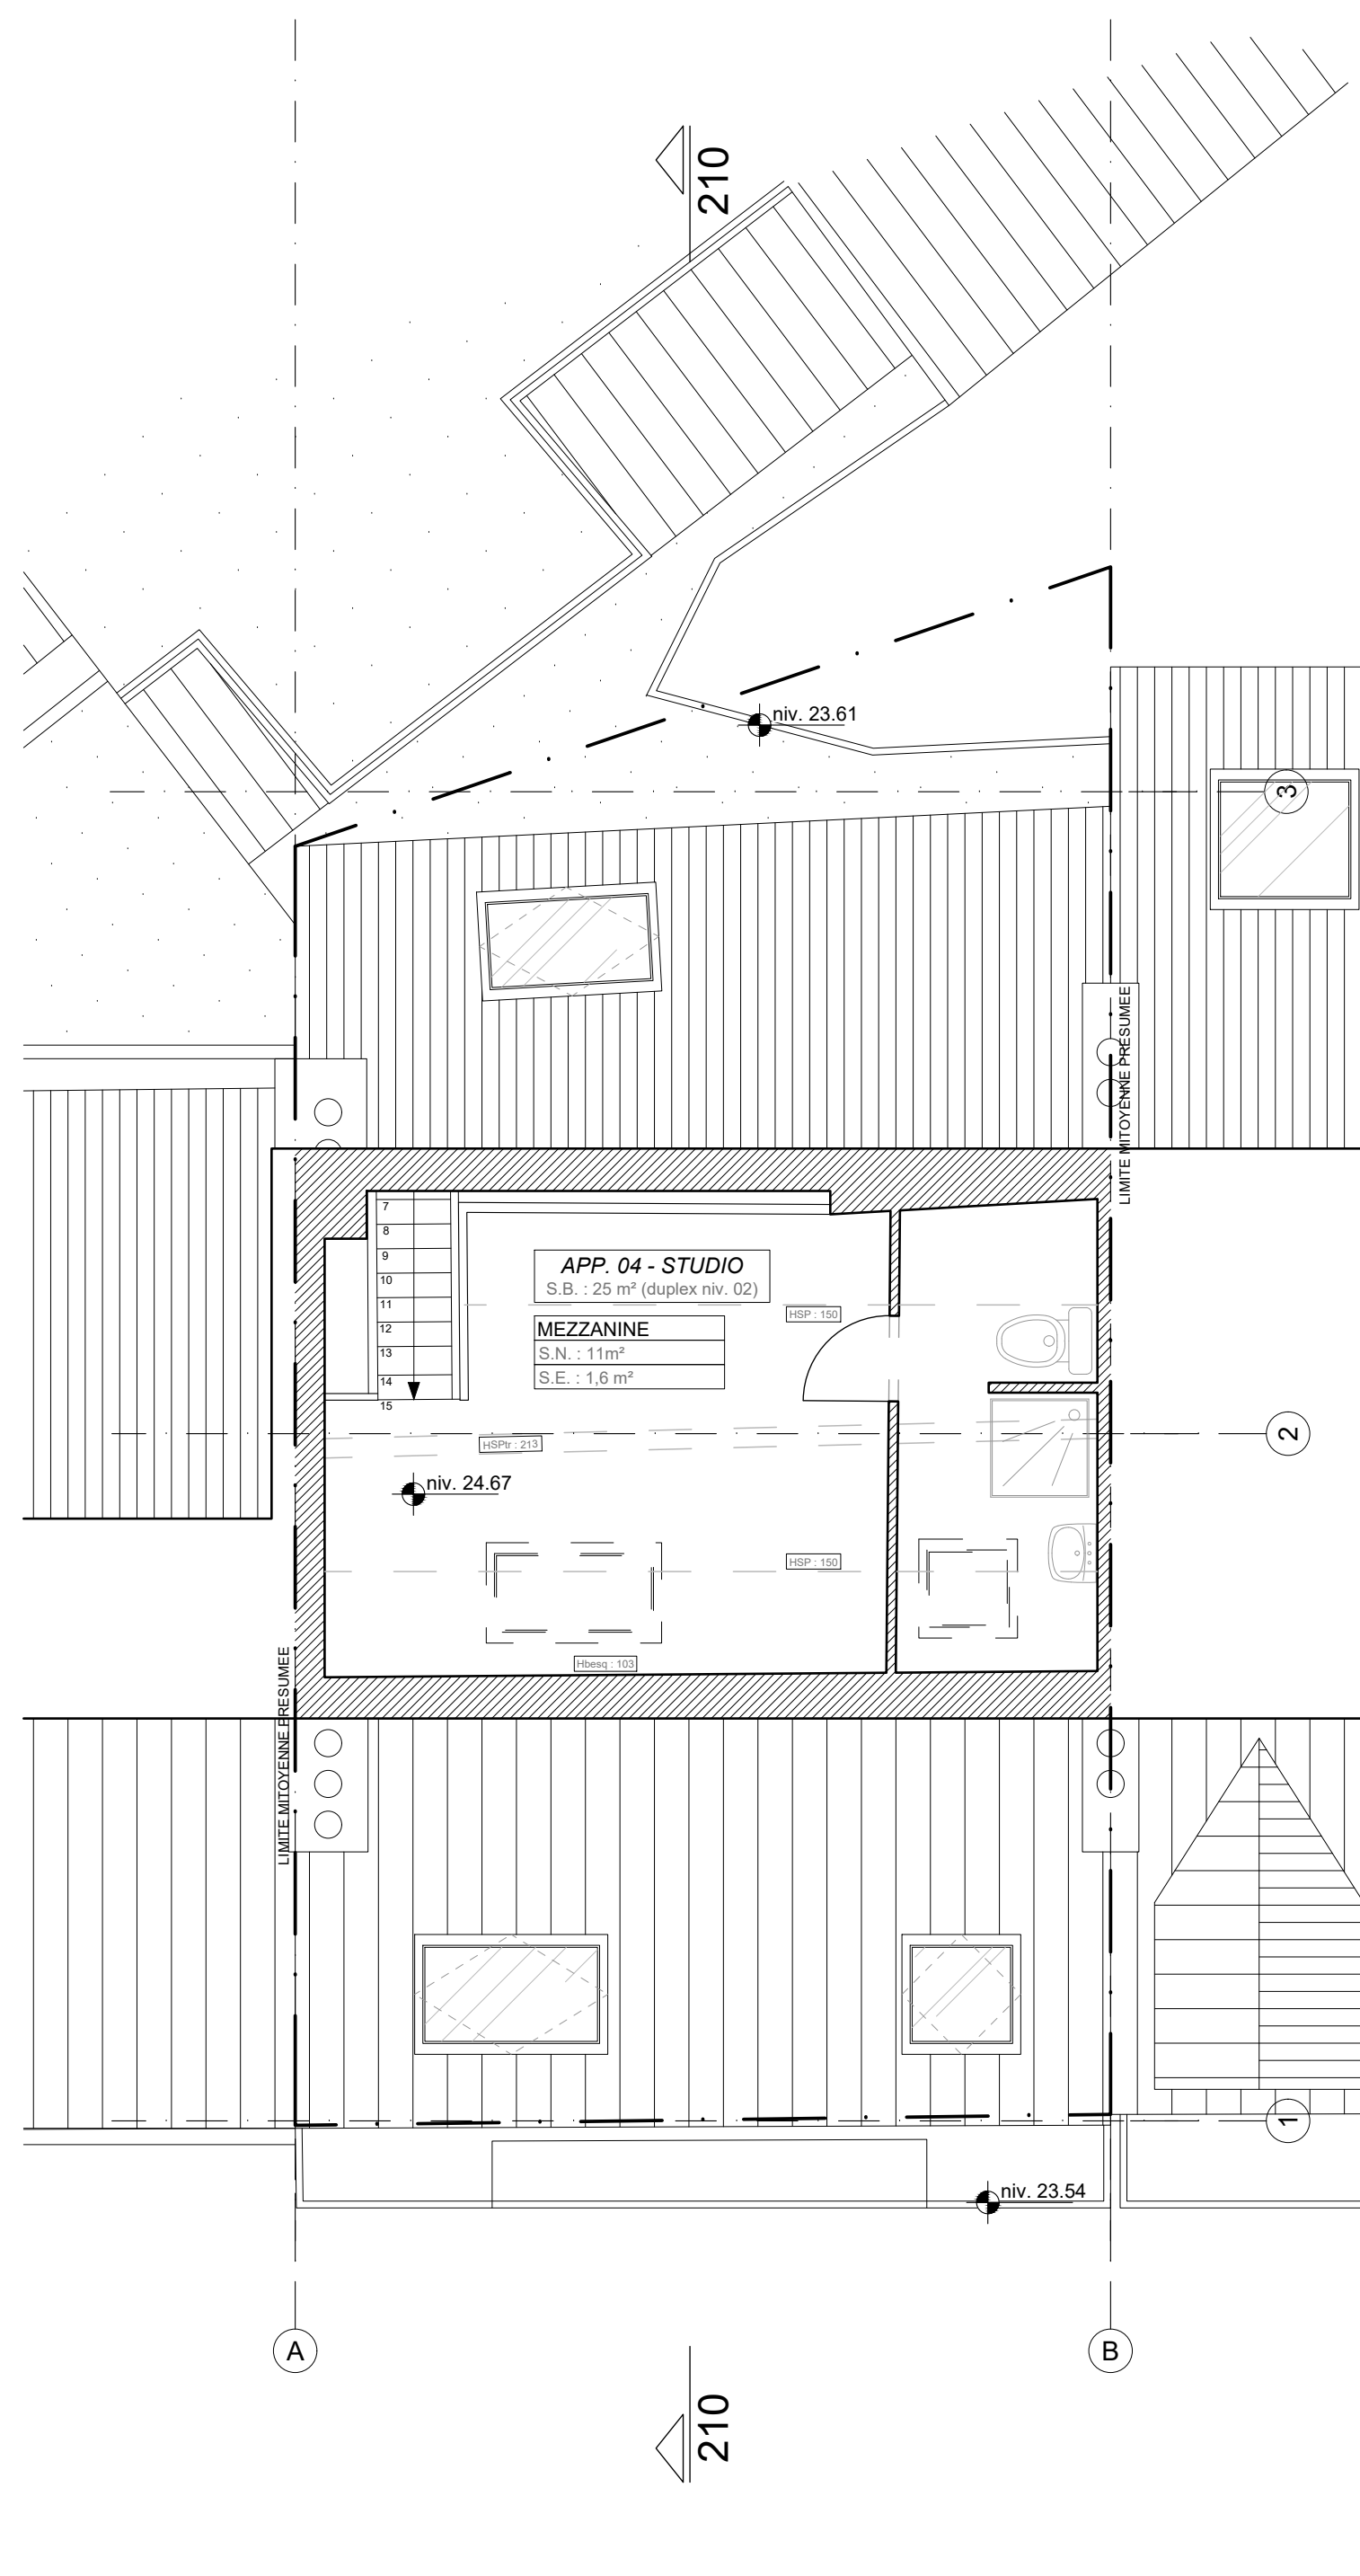 210
niv. 23.61
3
LIMITE MITOYENNE PRESUMEE
7
8
9
10
11
12
13
14
15
APP. 04 - STUDIO
S.B. : 25 m² (duplex niv. 02)
HSP : 150
MEZZANINE
S.N. : 11m²
S.E. : 1,6 m²
2
HSPtr : 213
niv. 24.67
HSP : 150
Hbesq : 103
LIMITE MITOYENNE PRESUMEE
1
niv. 23.54
A
B
210